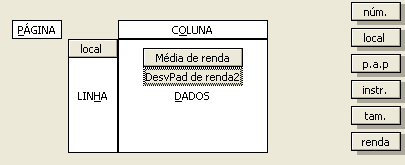 PÁGINA
COLUNA
local
Média de renda
DesvPad de renda2
LINHA
DADOS
núm.
local
p.a.p
instr.
tam.
renda